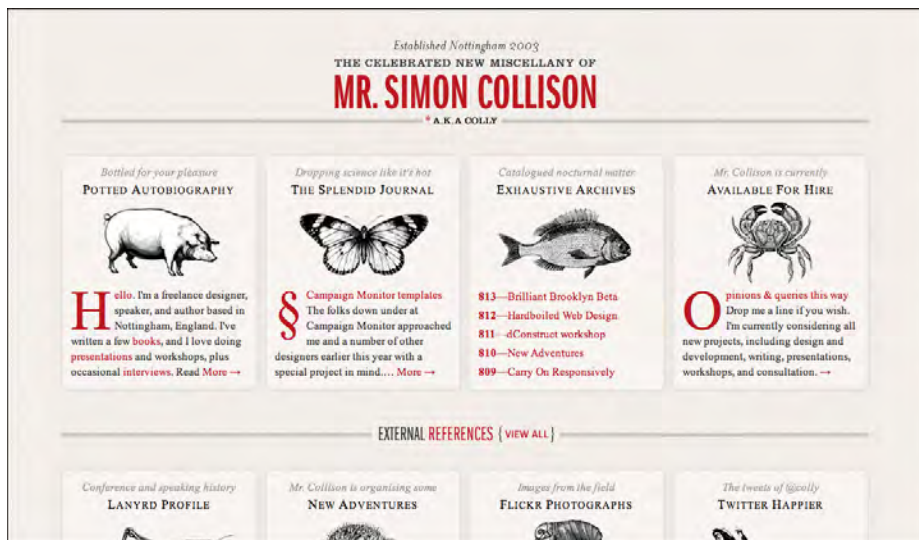 Established Nottingham 2003
THE CELEBRATED NEW MISCELLANY OF
MR. SIMON COLLISON
* A.K.A COLLY
Bottled for your pleasure
POTTED AUTOBIOGRAPHY
Hello. I'm a freelance designer,
speaker, and author based in
Nottingham, England. I've
written a few books, and I love doing
presentations and workshops, plus
occasional interviews. Read More →
Dropping science like it's hot
THE SPLENDID JOURNAL
§ Campaign Monitor templates
The folks down under at
Campaign Monitor approached
me and a number of other
designers earlier this year with a
special project in mind.... More →
Catalogued nocturnal matter
EXHAUSTIVE ARCHIVES
813—Brilliant Brooklyn Beta
812—Hardboiled Web Design
811—dConstruct workshop
810—New Adventures
809—Carry On Responsively
Mr. Collison is currently
AVAILABLE FOR HIRE
Opinions & queries this way
Drop me a line if you wish.
I'm currently considering all
new projects, including design and
development, writing, presentations,
workshops, and consultation. →
EXTERNAL REFERENCES { VIEW ALL }
Conference and speaking history
LANYRD PROFILE
Mr. Collison is organising some
NEW ADVENTURES
Images from the field
FLICKR PHOTOGRAPHS
The tweets of @colly
TWITTER HAPPIER